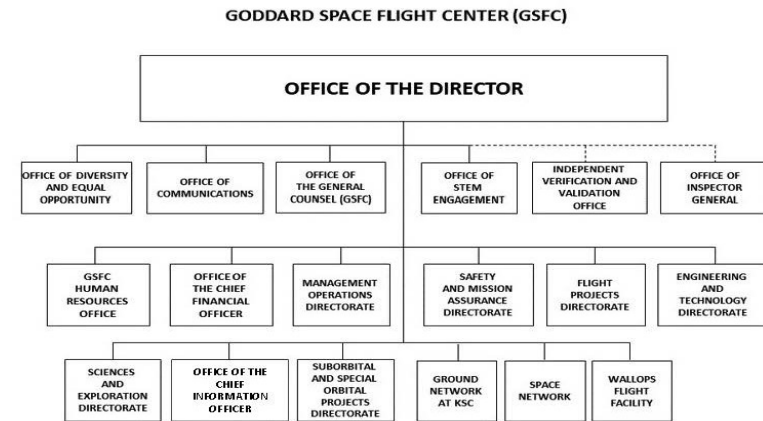 GODDARD SPACE FLIGHT CENTER (GSFC)
OFFICE OF THE DIRECTOR
OFFICE OF DIVERSITY
AND EQUAL
OPPORTUNITY
OFFICE OF
COMMUNICATIONS
OFFICE OF
THE GENERAL
COUNSEL (GSFC)
OFFICE OF
STEM
ENGAGEMENT
INDEPENDENT
VERIFICATION AND
VALIDATION
OFFICE
OFFICE OF
INSPECTOR
GENERAL
GSFC
HUMAN
RESOURCES
OFFICE
OFFICE OF
THE CHIEF
FINANCIAL
OFFICER
MANAGEMENT
OPERATIONS
DIRECTORATE
SAFETY
AND MISSION
ASSURANCE
DIRECTORATE
FLIGHT
PROJECTS
DIRECTORATE
ENGINEERING
AND
TECHNOLOGY
DIRECTORATE
SCIENCES
AND
EXPLORATION
DIRECTORATE
OFFICE OF THE
CHIEF
INFORMATION
OFFICER
SUBORBITAL
AND SPECIAL
ORBITAL
PROJECTS
DIRECTORATE
GROUND
NETWORK
AT KSC
SPACE
NETWORK
WALLOPS
FLIGHT
FACILITY